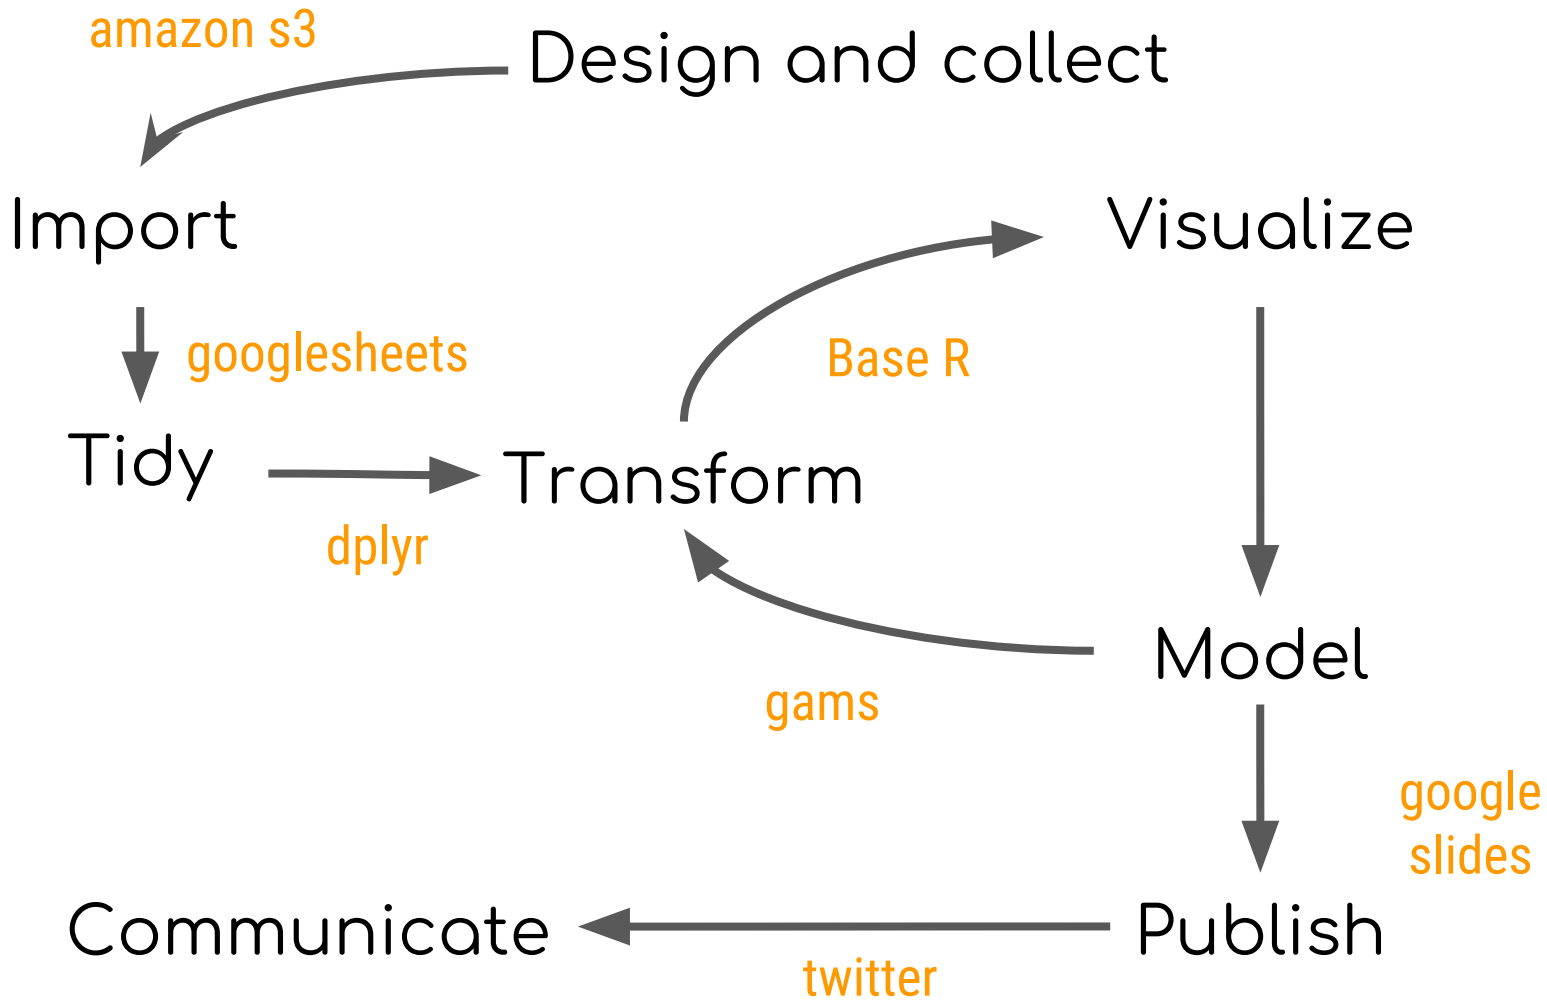 amazon s3
Design and collect
Import
Visualize
googlesheets
Base R
Tidy
Transform
dplyr
Model
gams
google
slides
Communicate
Publish
twitter